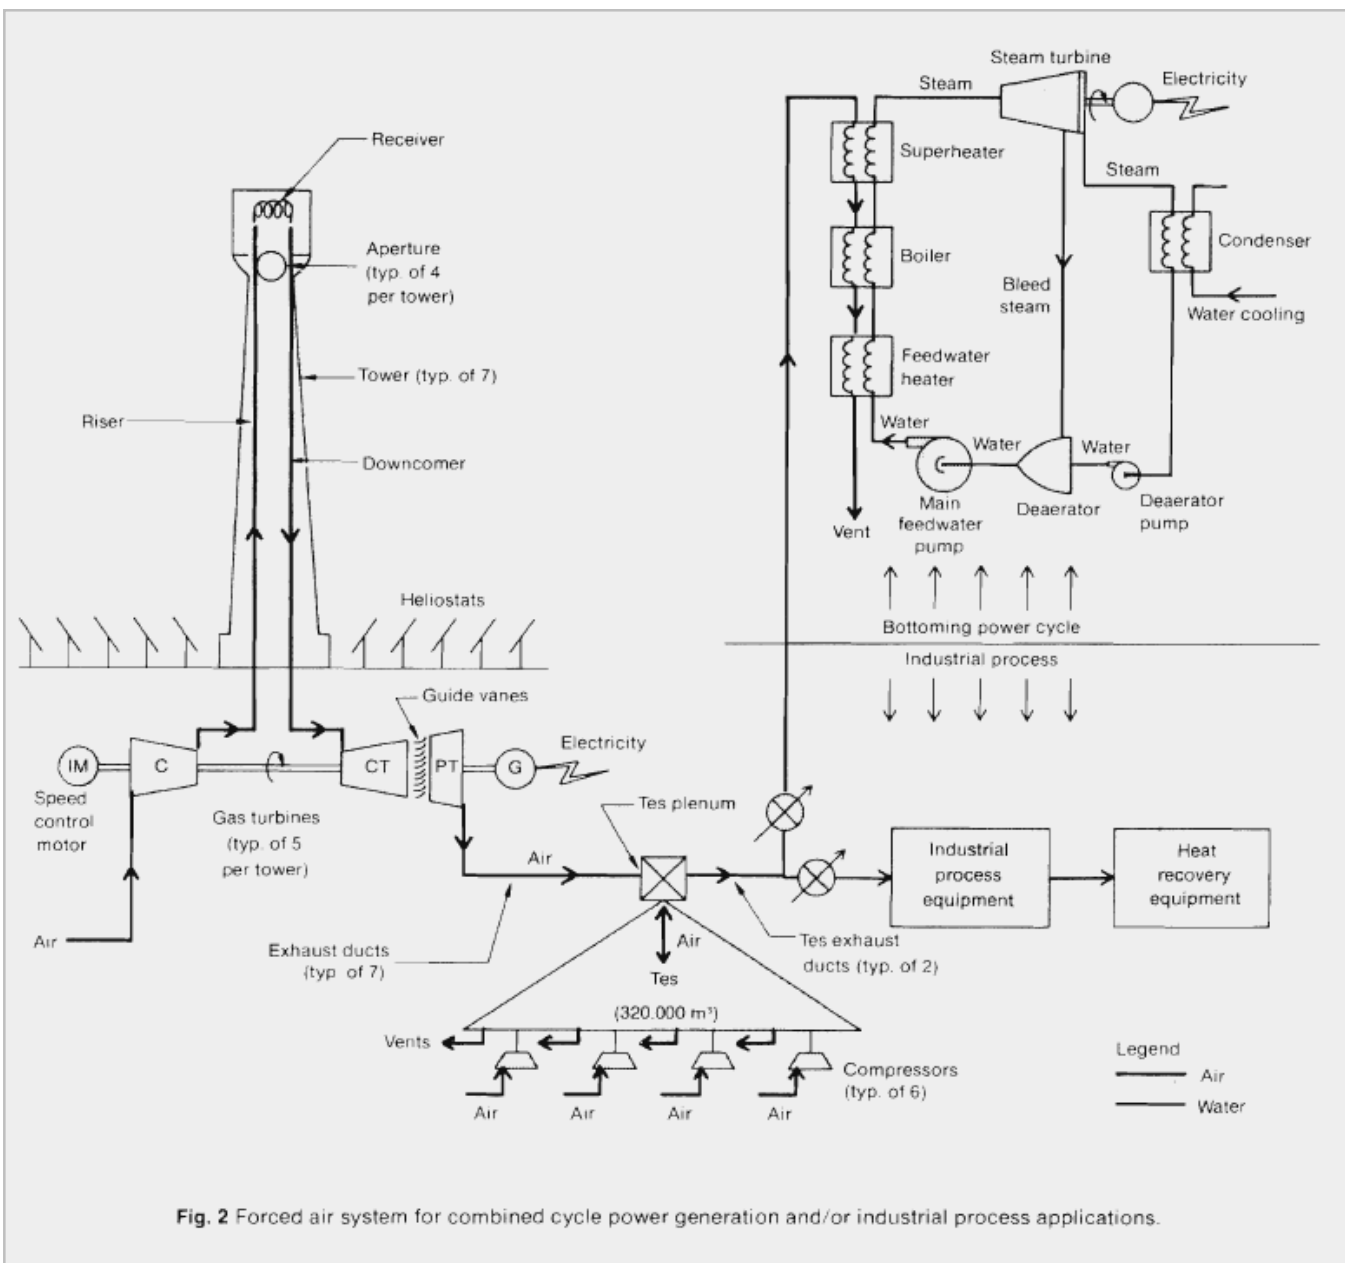 Steam turbine
Steam
Electricity
Receiver
Superheater
Steam
Aperture
(typ. of 4
per tower)
Boiler
Condenser
Bleed
steam
Water cooling
Tower (typ. of 7)
Feedwater
heater
Riser
Water
Water
Water
Downcomer
Vent
Main
feedwater
pump
Deaerator
Deaerator
pump
Heliostats
Bottoming power cycle
Industrial process
Guide vanes
Electricity
IM
C
CT
PT
G
Speed
control
motor
Gas turbines
(typ. of 5
per tower)
Tes plenum
Air
Industrial
process
equipment
Heat
recovery
equipment
Air
Exhaust ducts
(typ of 7)
Air
Tes
Tes exhaust
ducts (typ. of 2)
(320.000 m³)
Vents
Compressors
(typ. of 6)
Air
Air
Air
Air
Legend
Air
Water
Fig. 2 Forced air system for combined cycle power generation and/or industrial process applications.